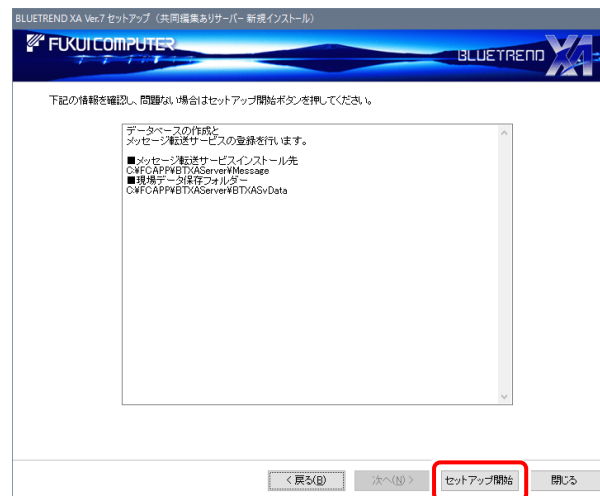 BLUETREND XA Ver.7 セットアップ（共同編集ありサーバー 新規インストール）
FUKUI COMPUTER
BLUETREND XA
下記の情報を確認し、問題ない場合はセットアップ開始ボタンを押してください。
データベースの作成と
メッセージ転送サービスの登録を行います。
■メッセージ転送サービスインストール先
C:¥FCAPP¥BTXAServer¥Message
■現場データ保存フォルダー
C:¥FCAPP¥BTXAServer¥BTXASvData
< 戻る(B)
次へ(N) >
セットアップ開始
閉じる